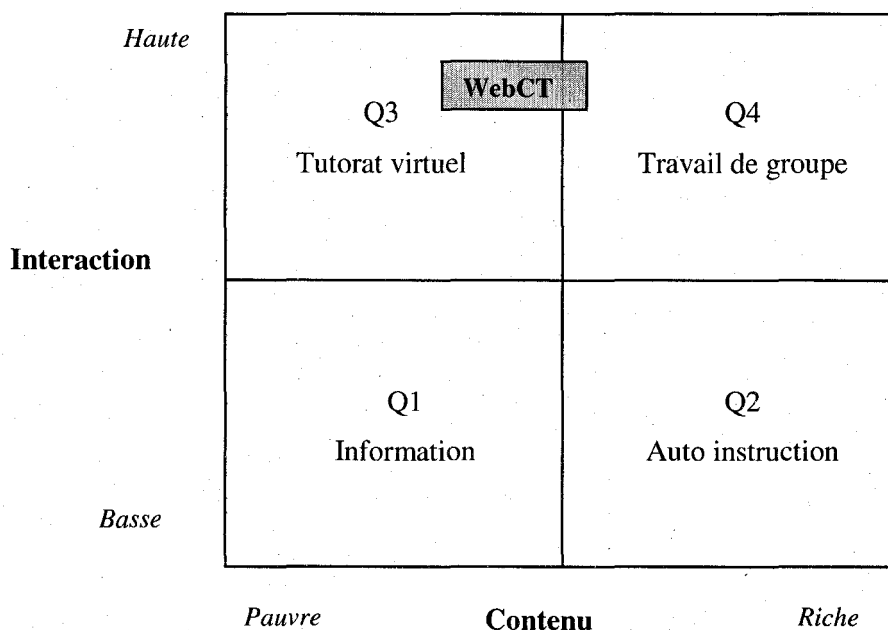 Haute
WebCT
Q3
Q4
Tutorat virtuel
Travail de groupe
Interaction
Q1
Q2
Information
Auto instruction
Basse
Pauvre
Contenu
Riche